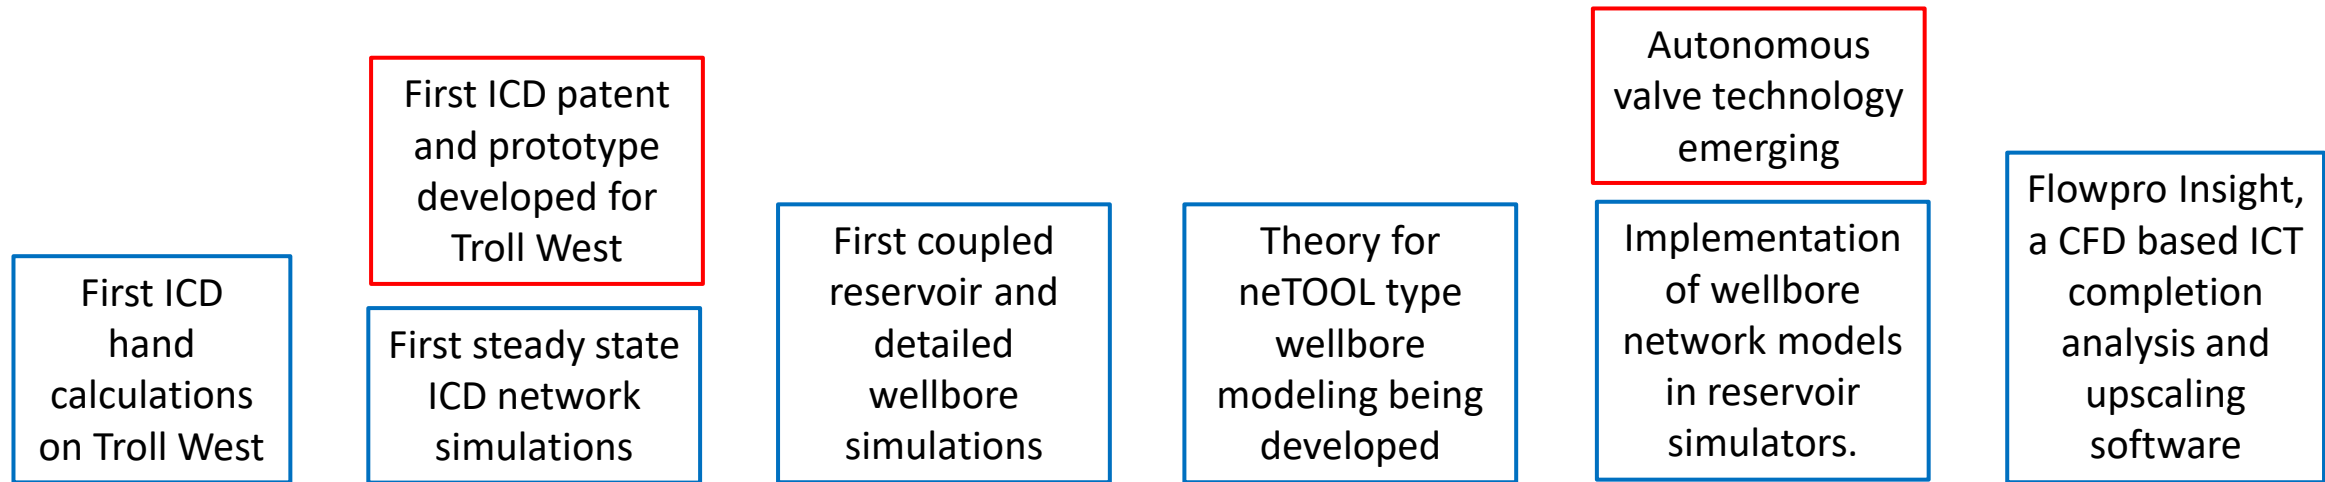 First ICD
hand
calculations
on Troll West
First ICD patent
and prototype
developed for
Troll West
First steady state
ICD network
simulations
First coupled
reservoir and
detailed
wellbore
simulations
Theory for
neTOOL type
wellbore
modeling being
developed
Autonomous
valve technology
emerging
Implementation
of wellbore
network models
in reservoir
simulators.
Flowpro Insight,
a CFD based ICT
completion
analysis and
upscaling
software